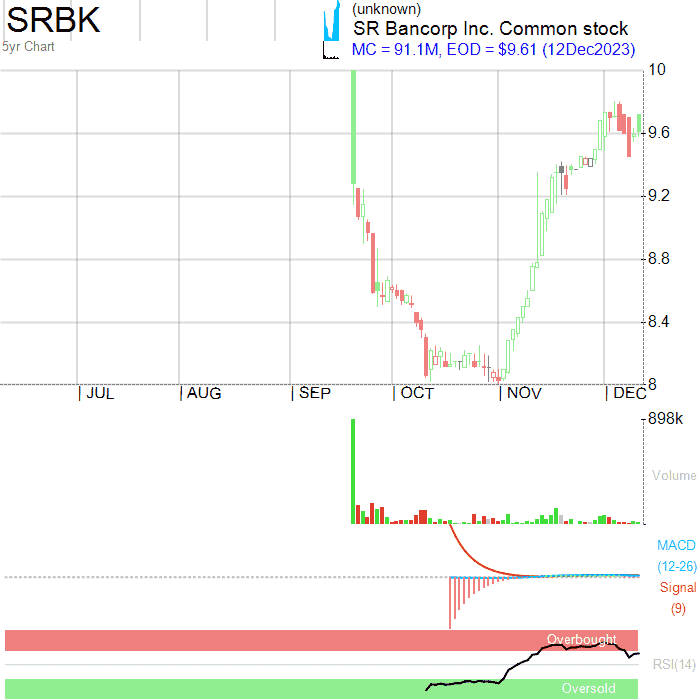 SRBK
5yr Chart
(unknown)
SR Bancorp Inc. Common stock
MC = 91.1M, EOD = $9.61 (12Dec2023)
10
9.6
9.2
8.8
8.4
8
JUL AUG SEP OCT NOV DEC
898k
Volume
MACD
(12-26)
Signal
(9)
Overbought
RSI(14)
Oversold